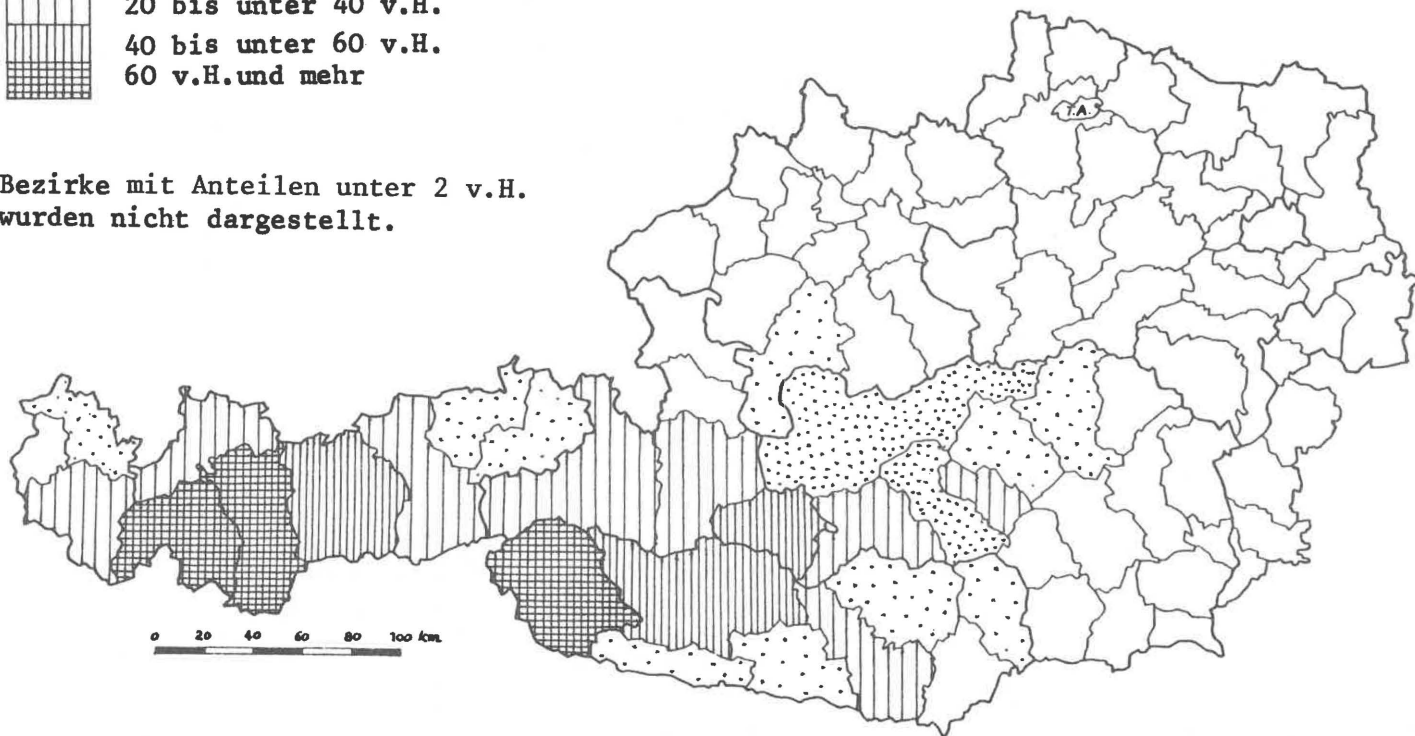 20 bis unter 40 v.H.
40 bis unter 60 v.H.
60 v.H.und mehr
Bezirke mit Anteilen unter 2 v.H.
wurden nicht dargestellt.
T.A.
0 20 40 60 80 100 km